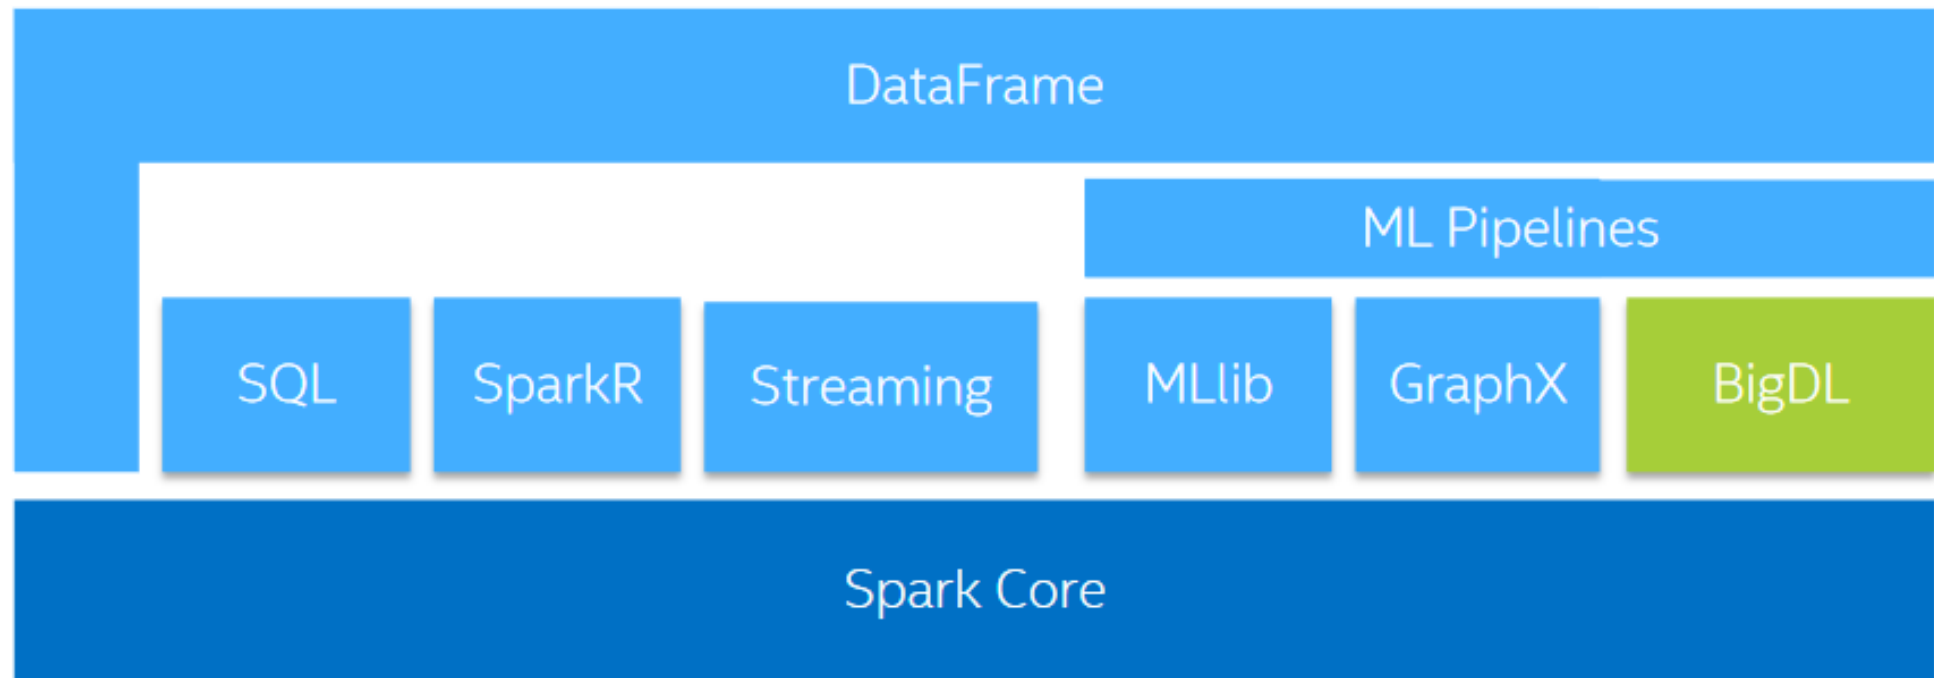 DataFrame
ML Pipelines
SQL
SparkR
Streaming
MLlib
GraphX
BigDL
Spark Core